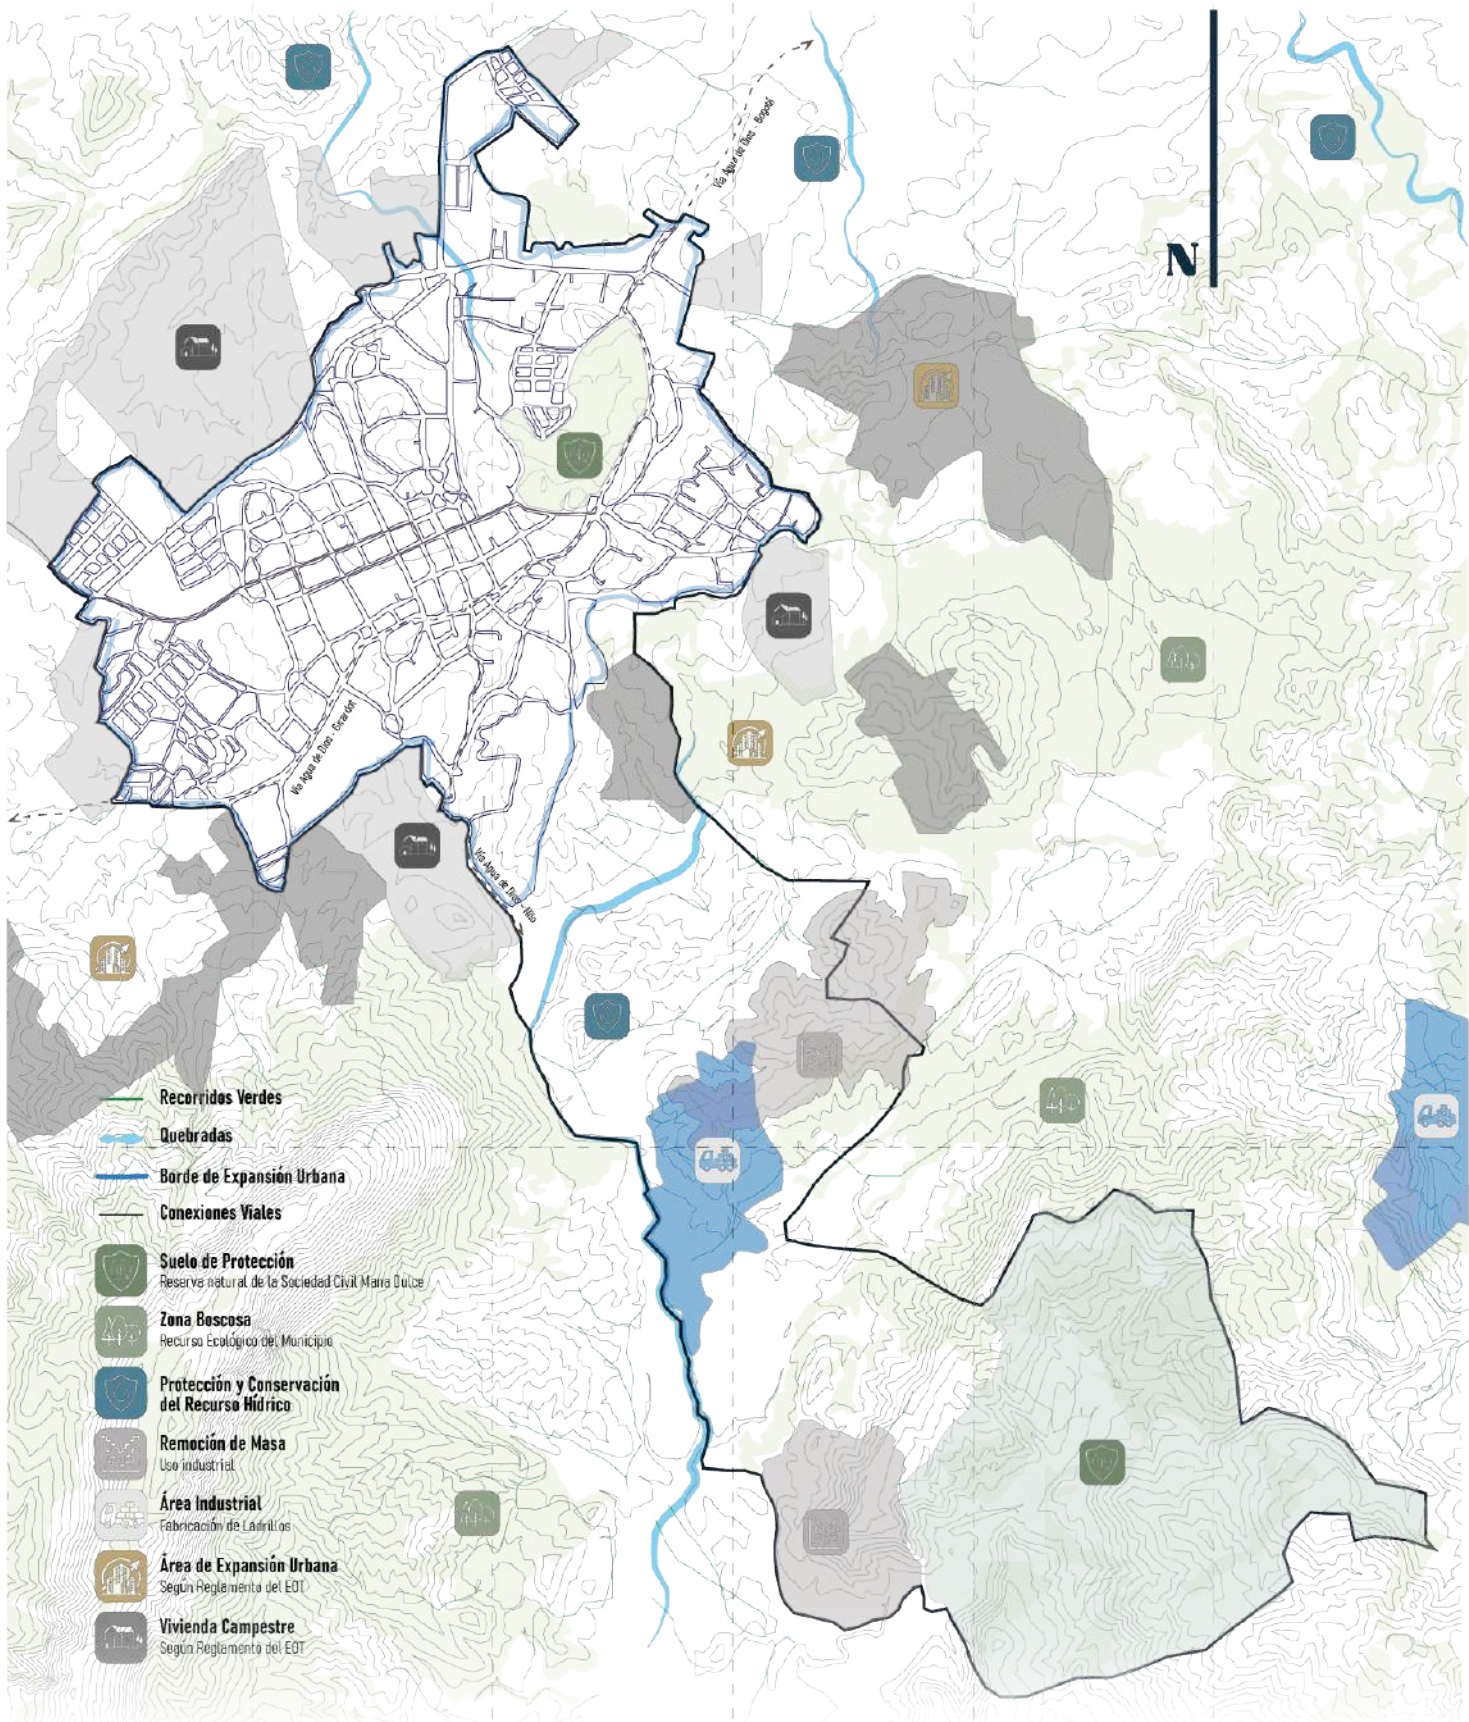 Vía Agua de Dios - Bogotá
N
Vía Agua de Dios - Girardot
Vía Agua de Dios - Nilo
Recorridos Verdes
Quebradas
Borde de Expansión Urbana
Conexiones Viales
Suelo de Protección
Reserva natural de la Sociedad Civil Mana Dulce
Zona Boscosa
Recurso Ecológico del Municipio
Protección y Conservación
del Recurso Hídrico
Remoción de Masa
Uso industrial
Área Industrial
Fabricación de Ladrillos
Área de Expansión Urbana
Según Reglamento del EOT
Vivienda Campestre
Según Reglamento del EOT